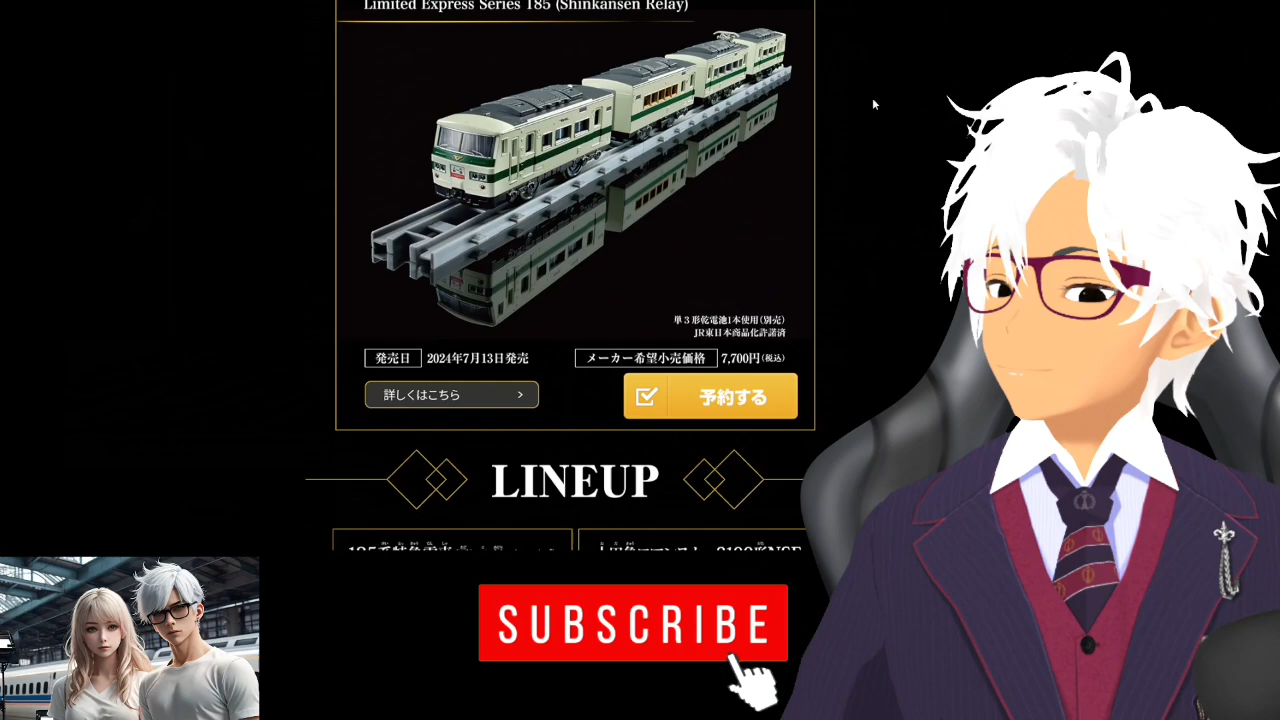 Limited Express Series 185 (Shinkansen Relay)
単3形乾電池1本使用(別売)
JR東日本商品化許諾済
発売日 2024年7月13日発売
メーカー希望小売価格 7,700円(税込)
詳しくはこちら >
予約する
LINEUP
SUBSCRIBE